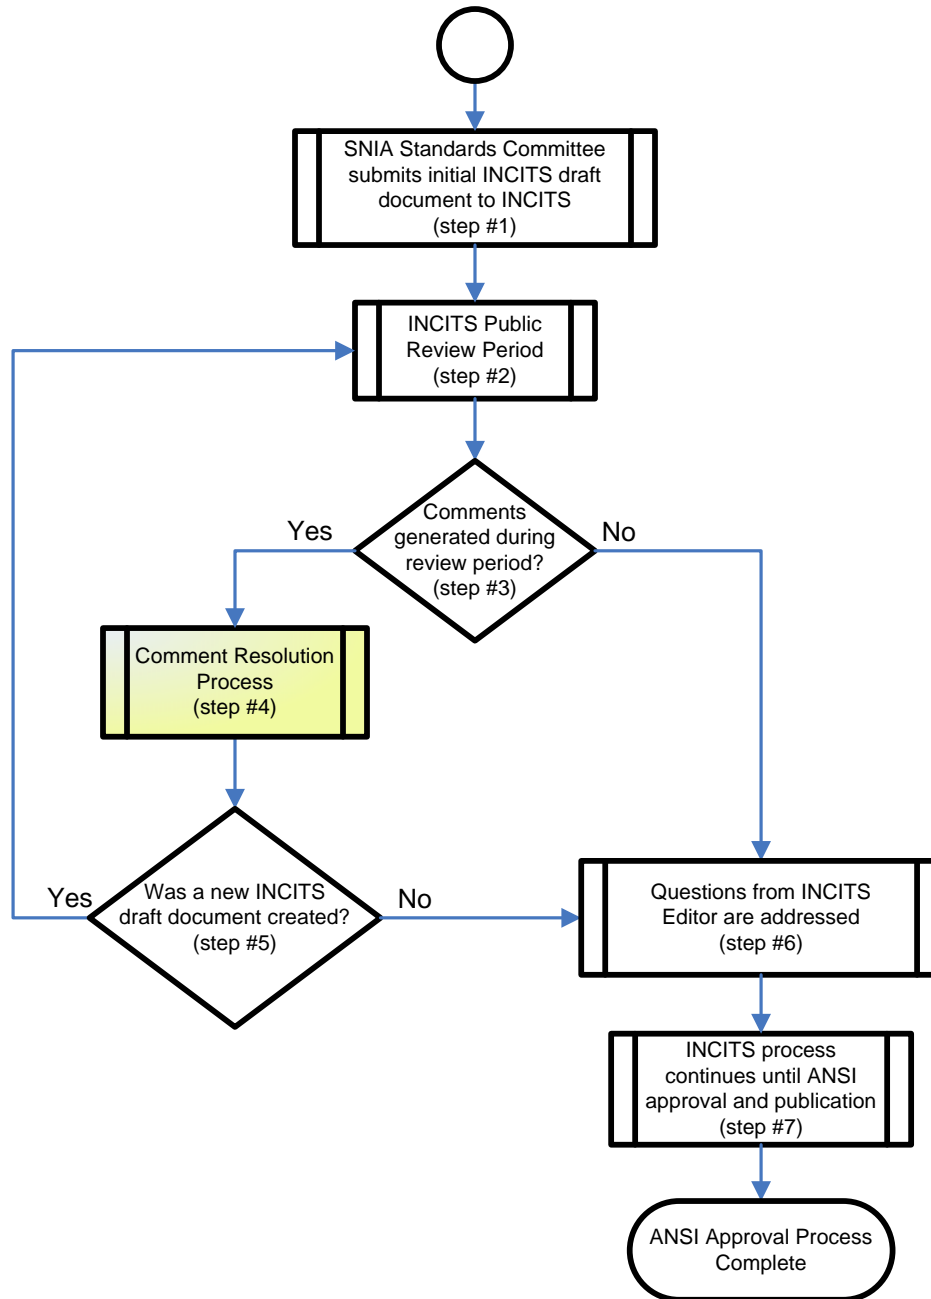 SNIA Standards Committee
submits initial INCITS draft
document to INCITS
(step #1)
INCITS Public
Review Period
(step #2)
Comments
generated during
review period?
(step #3)
Yes
No
Comment Resolution
Process
(step #4)
Was a new INCITS
draft document created?
(step #5)
Yes
No
Questions from INCITS
Editor are addressed
(step #6)
INCITS process
continues until ANSI
approval and publication
(step #7)
ANSI Approval Process
Complete